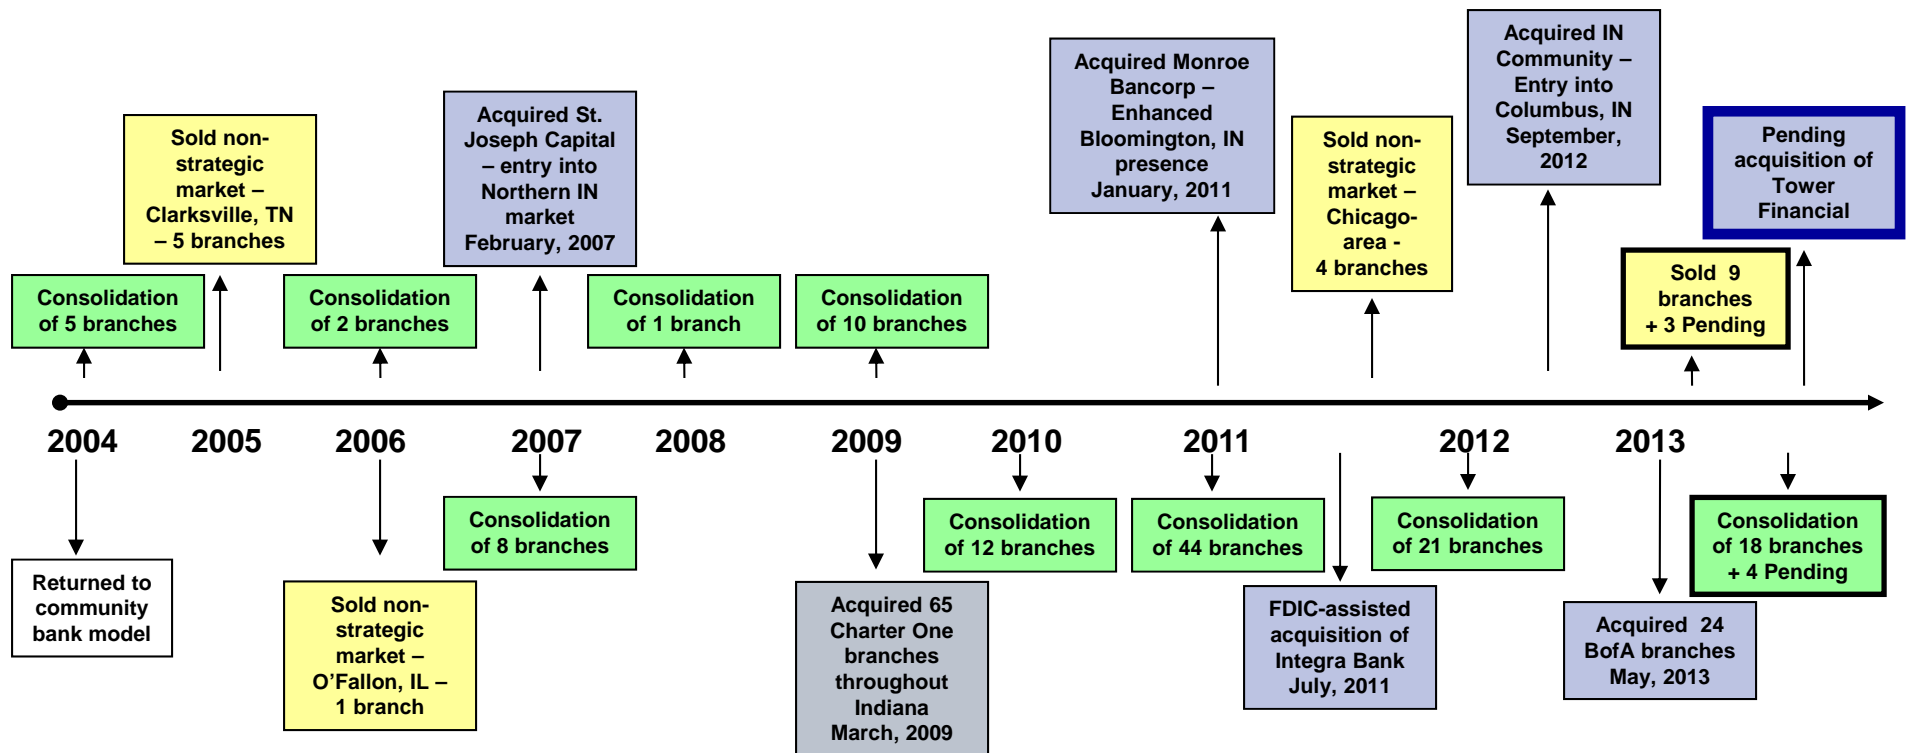 Sold non-
strategic
market –
Clarksville, TN
– 5 branches
Acquired St.
Joseph Capital
– entry into
Northern IN
market
February, 2007
Acquired Monroe
Bancorp –
Enhanced
Bloomington, IN
presence
January, 2011
Sold non-
strategic
market –
Chicago-
area -
4 branches
Acquired IN
Community –
Entry into
Columbus, IN
September,
2012
Pending
acquisition of
Tower
Financial
Consolidation
of 5 branches
Consolidation
of 2 branches
Consolidation
of 1 branch
Consolidation
of 10 branches
Sold 9
branches
+ 3 Pending
2004 2005 2006 2007 2008 2009 2010 2011 2012 2013
Returned to
community
bank model
Sold non-
strategic
market –
O'Fallon, IL –
1 branch
Consolidation
of 8 branches
Acquired 65
Charter One
branches
throughout
Indiana
March, 2009
Consolidation
of 12 branches
Consolidation
of 44 branches
FDIC-assisted
acquisition of
Integra Bank
July, 2011
Consolidation
of 21 branches
Acquired 24
BofA branches
May, 2013
Consolidation
of 18 branches
+ 4 Pending